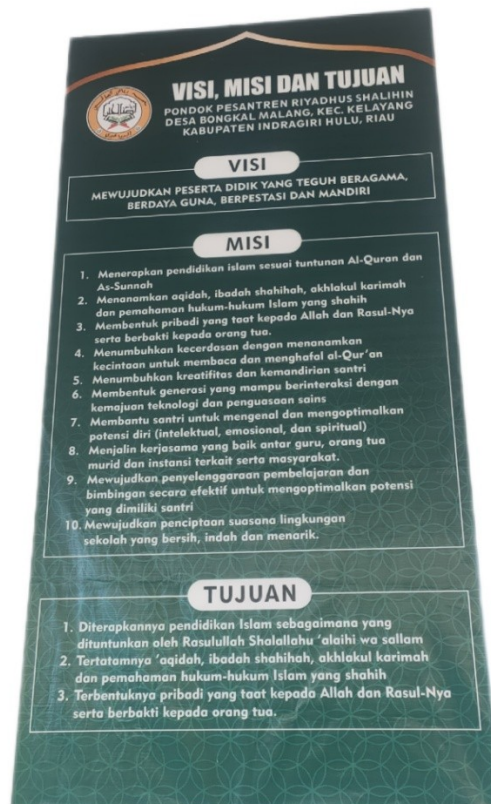 VISI, MISI DAN TUJUAN
PONDOK PESANTREN RIYADHUS SHALIHIN
DESA BONGKAL MALANG, KEC. KELAYANG
KABUPATEN INDRAGIRI HULU, RIAU
VISI
MEWUJUDKAN PESERTA DIDIK YANG TEGUH BERAGAMA,
BERDAYA GUNA, BERPESTASI DAN MANDIRI
MISI
1. Menerapkan pendidikan islam sesuai tuntunan Al-Quran dan
As-Sunnah
2. Menanamkan aqidah, ibadah shahihah, akhlakul karimah
dan pemahaman hukum-hukum Islam yang shahih
3. Membentuk pribadi yang taat kepada Allah dan Rasul-Nya
serta berbakti kepada orang tua.
4. Menumbuhkan kecerdasan dengan menanamkan
kecintaan untuk membaca dan menghafal al-Qur'an
5. Menumbuhkan kreatifitas dan kemandirian santri
6. Membentuk generasi yang mampu berinteraksi dengan
kemajuan teknologi dan penguasaan sains
7. Membantu santri untuk mengenal dan mengoptimalkan
potensi diri (intelektual, emosional, dan spiritual)
8. Menjalin kerjasama yang baik antar guru, orang tua
murid dan instansi terkait serta masyarakat.
9. Mewujudkan penyelenggaraan pembelajaran dan
bimbingan secara efektif untuk mengoptimalkan potensi
yang dimiliki santri
10. Mewujudkan penciptaan suasana lingkungan
sekolah yang bersih, indah dan menarik.
TUJUAN
1. Diterapkannya pendidikan Islam sebagaimana yang
dituntunkan oleh Rasulullah Shalallahu 'alaihi wa sallam
2. Tertatamnya 'aqidah, ibadah shahihah, akhlakul karimah
dan pemahaman hukum-hukum Islam yang shahih
3. Terbentuknya pribadi yang taat kepada Allah dan Rasul-Nya
serta berbakti kepada orang tua.